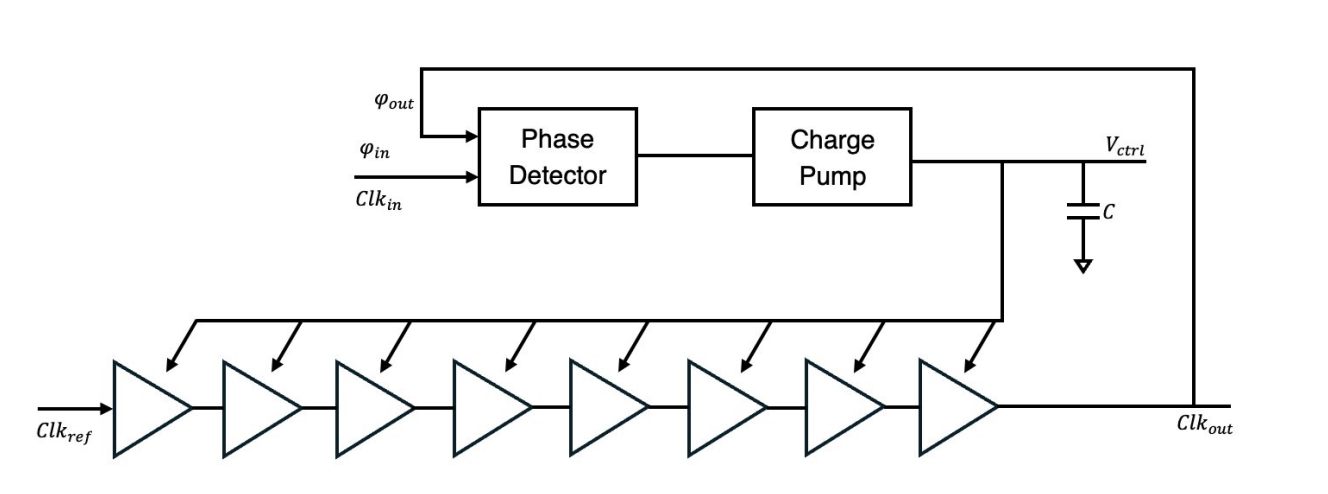 φout
φin
Clkin
Phase
Detector
Charge
Pump
Vctrl
C
Clkref
Clkout